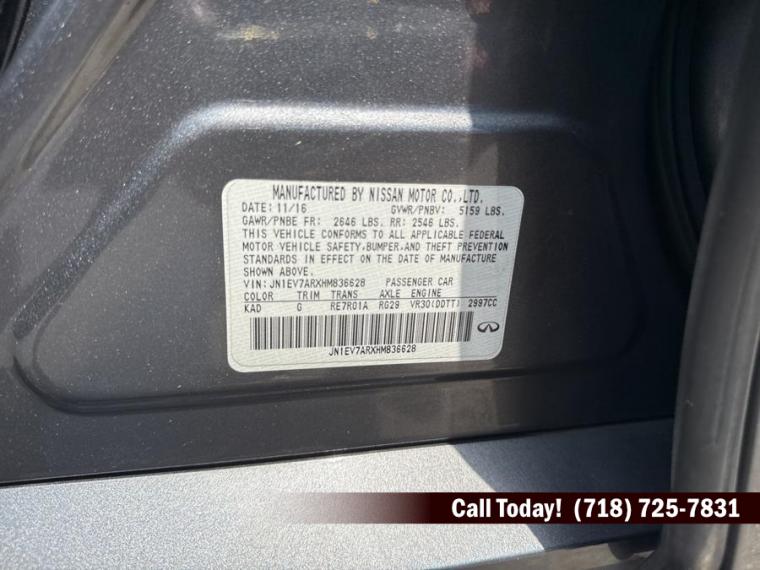 MANUFACTURED BY NISSAN MOTOR CO.,LTD.
DATE: 11/16 GVWR/PNBV: 5159 LBS.
GAWR/PNBE FR: 2646 LBS. RR: 2546 LBS.
THIS VEHICLE CONFORMS TO ALL APPLICABLE FEDERAL
MOTOR VEHICLE SAFETY,BUMPER,AND THEFT PREVENTION
STANDARDS IN EFFECT ON THE DATE OF MANUFACTURE
SHOWN ABOVE.
VIN: JN1EV7ARXHM836628 PASSENGER CAR
COLOR TRIM TRANS AXLE ENGINE
KAD G RE7R01A RG29 VR30(DDTT) 2997CC
JN1EV7ARXHM836628
Call Today! (718) 725-7831